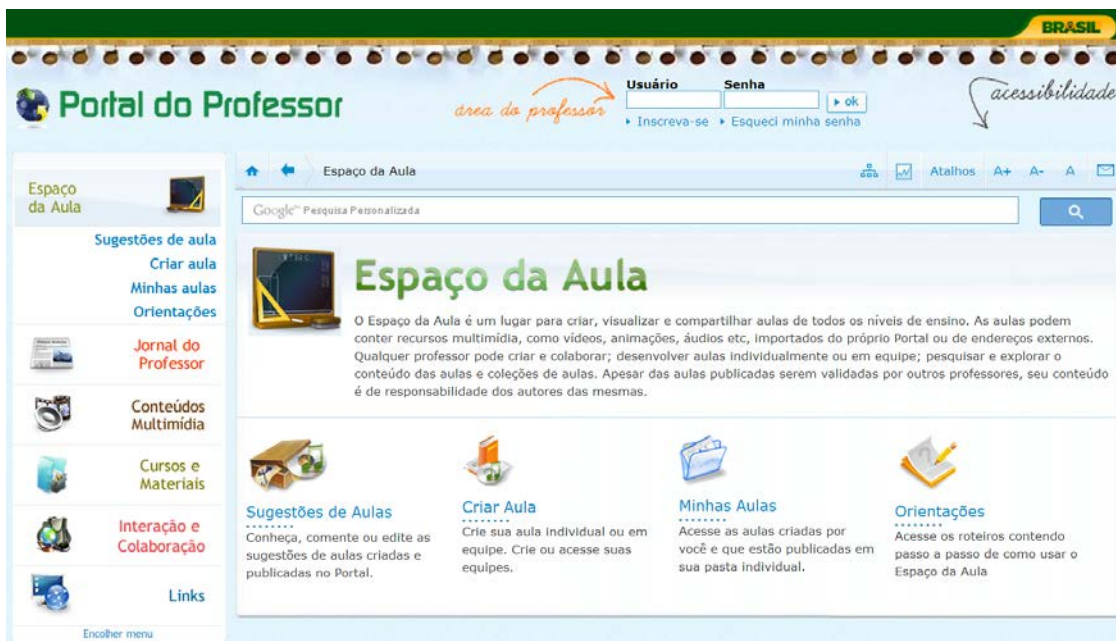 BRASIL
Portal do Professor
área do professor
Usuário Senha
ok
Inscreva-se Esqueci minha senha
acessibilidade
Espaço
da Aula
Sugestões de aula
Criar aula
Minhas aulas
Orientações
Jornal do
Professor
Conteúdos
Multimídia
Cursos e
Materiais
Interação e
Colaboração
Links
Encolher menu
Espaço da Aula
Atalhos A+ A- A
Google™ Pesquisa Personalizada
Espaço da Aula
O Espaço da Aula é um lugar para criar, visualizar e compartilhar aulas de todos os níveis de ensino. As aulas podem
conter recursos multimídia, como vídeos, animações, áudios etc, importados do próprio Portal ou de endereços externos.
Qualquer professor pode criar e colaborar; desenvolver aulas individualmente ou em equipe; pesquisar e explorar o
conteúdo das aulas e coleções de aulas. Apesar das aulas publicadas serem validadas por outros professores, seu conteúdo
é de responsabilidade dos autores das mesmas.
Sugestões de Aulas
Conheça, comente ou edite as
sugestões de aulas criadas e
publicadas no Portal.
Criar Aula
Crie sua aula individual ou em
equipe. Crie ou acesse suas
equipes.
Minhas Aulas
Acesse as aulas criadas por
você e que estão publicadas em
sua pasta individual.
Orientações
Acesse os roteiros contendo
passo a passo de como usar o
Espaço da Aula